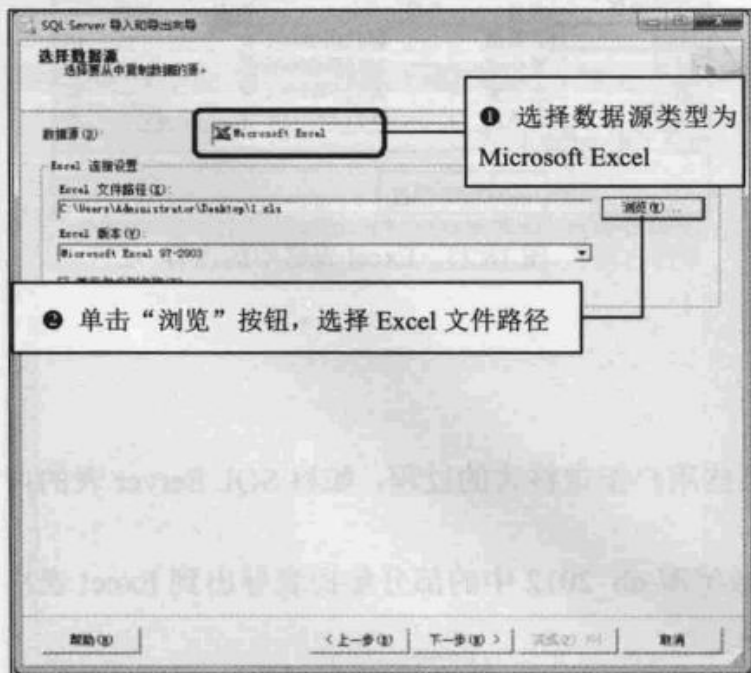 SQL Server 导入和导出向导
选择数据源
选择要从中复制数据的源。
数据源(D):
Microsoft Excel
❶ 选择数据源类型为
Microsoft Excel
Excel 连接设置
Excel 文件路径(X):
C:\Users\Administrator\Desktop\1.xls
浏览(W)...
Excel 版本(V):
Microsoft Excel 97-2003
❷ 单击“浏览”按钮，选择 Excel 文件路径
帮助(H)
<上一步(B)
下一步(N) >
取消